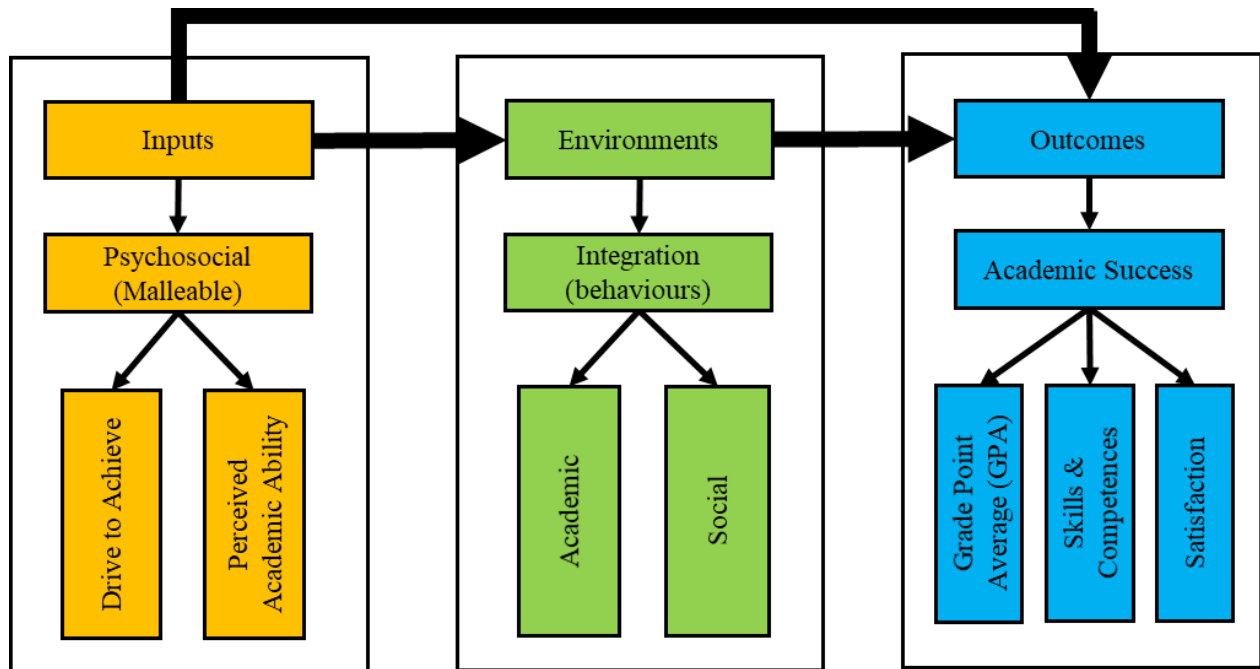 Inputs
Environments
Outcomes
Psychosocial
(Malleable)
Integration
(behaviours)
Academic Success
Drive to Achieve
Perceived
Academic Ability
Academic
Social
Grade Point
Average (GPA)
Skills &
Competences
Satisfaction